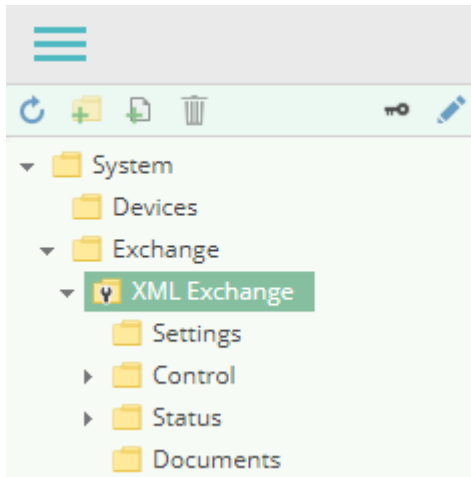 System
Devices
Exchange
XML Exchange
Settings
Control
Status
Documents